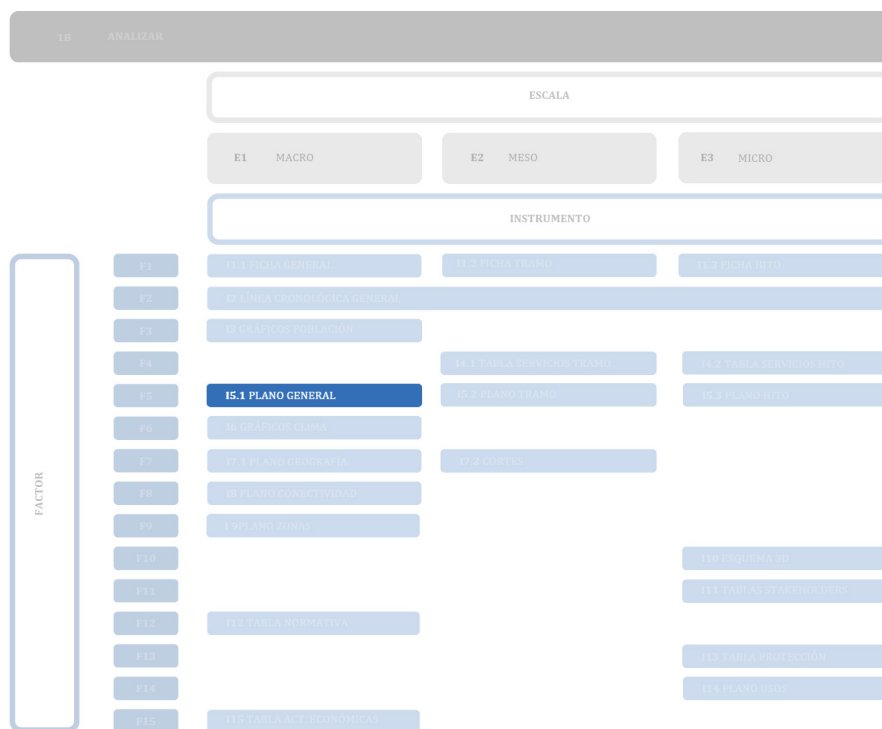 1B ANALIZAR
ESCALA
E1 MACRO E2 MESO E3 MICRO
INSTRUMENTO
FACTOR
F1 I1.1 FICHA GENERAL I1.2 FICHA TRAMO I1.3 FICHA HITO
F2 I2 LÍNEA CRONOLÓGICA GENERAL
F3 I3 GRÁFICOS POBLACIÓN
F4 I4.1 TABLA SERVICIOS TRAMO I4.2 TABLA SERVICIOS HITO
F5 I5.1 PLANO GENERAL I5.2 PLANO TRAMO I5.3 PLANO HITO
F6 I6 GRÁFICOS CLIMA
F7 I7.1 PLANO GEOGRAFÍA I7.2 CORTES
F8 I8 PLANO CONECTIVIDAD
F9 I9PLANO ZONAS
F10 I10 ESQUEMA 3D
F11 I11 TABLAS STAKEHOLDERS
F12 I12 TABLA NORMATIVA
F13 I13 TABLA PROTECCIÓN
F14 I14 PLANO USOS
F15 I15 TABLA ACT. ECONÓMICAS